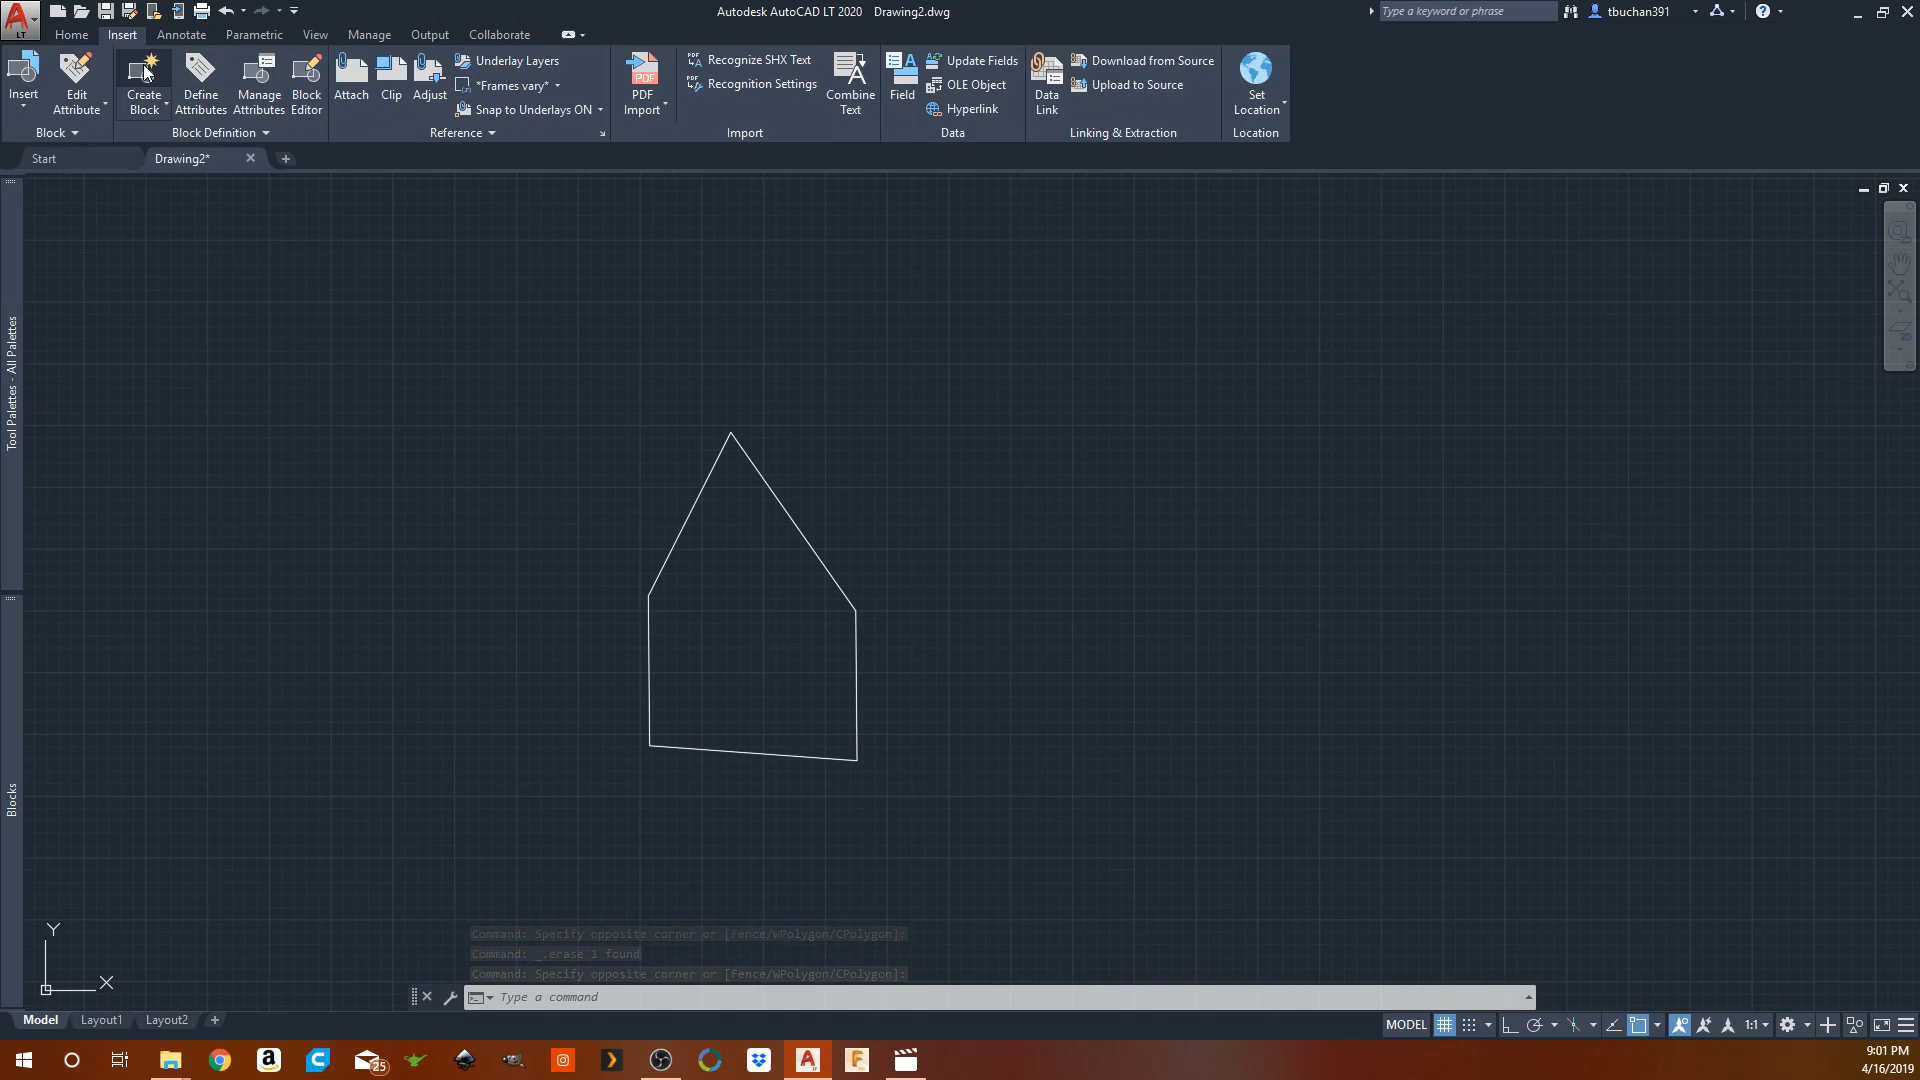 LT
Autodesk AutoCAD LT 2020 Drawing2.dwg
Type a keyword or phrase
tbuchan391
Home Insert Annotate Parametric View Manage Output Collaborate
Insert
Edit
Attribute
Create
Block
Define
Attributes
Manage
Attributes
Block
Editor
Attach
Clip
Adjust
Underlay Layers
*Frames vary*
Snap to Underlays ON
PDF
PDF
Import
Recognize SHX Text
Recognition Settings
Combine
Text
Field
Update Fields
OLE Object
Hyperlink
Data
Link
Download from Source
Upload to Source
Set
Location
Block
Block Definition
Reference
Import
Data
Linking & Extraction
Location
Start
Drawing2*
Tool Palettes - All Palettes
Blocks
Y
X
Command: Specify opposite corner or [Fence/WPolygon/CPolygon]:
Command: _.erase 1 found
Command: Specify opposite corner or [Fence/WPolygon/CPolygon]:
Type a command
Model Layout1 Layout2
MODEL
1:1
25
9:01 PM
4/16/2019